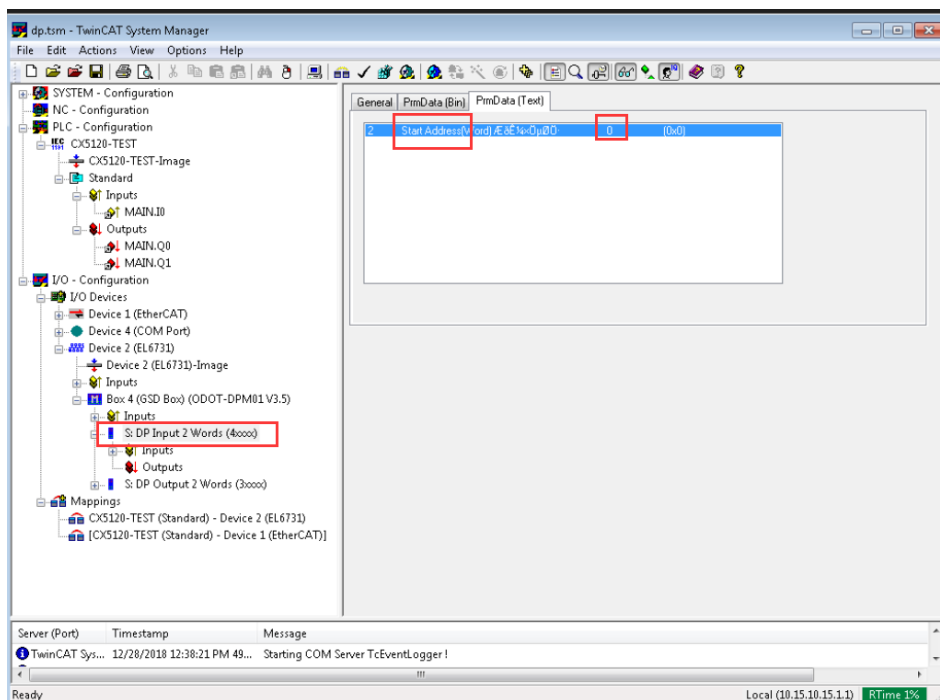 dp.tsm - TwinCAT System Manager
File Edit Actions View Options Help
SYSTEM - Configuration
NC - Configuration
PLC - Configuration
CX5120-TEST
CX5120-TEST-Image
Standard
Inputs
MAIN.I0
Outputs
MAIN.Q0
MAIN.Q1
I/O - Configuration
I/O Devices
Device 1 (EtherCAT)
Device 4 (COM Port)
Device 2 (EL6731)
Device 2 (EL6731)-Image
Inputs
Box 4 (GSD Box) (ODOT-DPM01 V3.5)
Inputs
S: DP Input 2 Words (4xxxx)
Inputs
Outputs
S: DP Output 2 Words (3xxxx)
Mappings
CX5120-TEST (Standard) - Device 2 (EL6731)
[CX5120-TEST (Standard) - Device 1 (EtherCAT)]
General PrmData (Bin) PrmData (Text)
2 Start Address(Word) 0 (0x0)
Server (Port) Timestamp Message
TwinCAT Sys... 12/28/2018 12:38:21 PM 49... Starting COM Server TcEventLogger !
Ready Local (10.15.10.15.1.1) RTime 1%